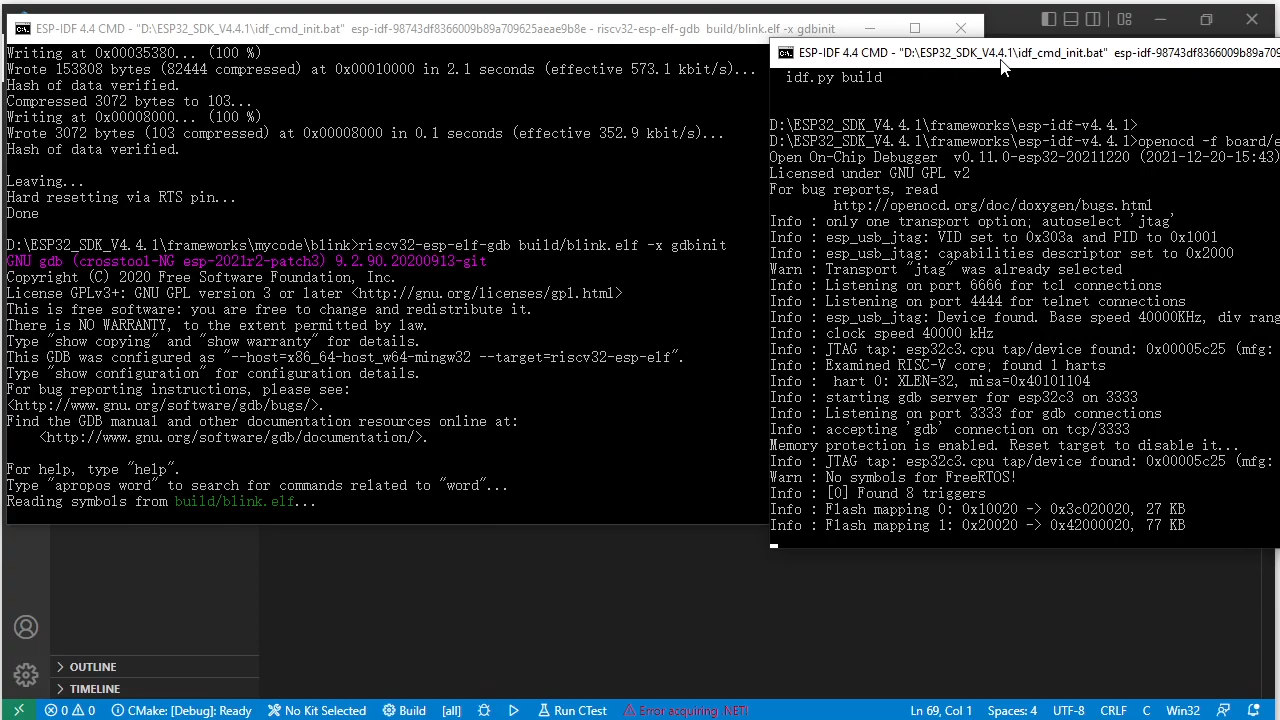 ESP-IDF 4.4 CMD - "D:\ESP32_SDK_V4.4.1\idf_cmd_init.bat" esp-idf-98743df8366009b89a709625aeae9b8e - riscv32-esp-elf-gdb build/blink.elf -x gdbinit
Writing at 0x00035380... (100 %)
Wrote 153808 bytes (82444 compressed) at 0x00010000 in 2.1 seconds (effective 573.1 kbit/s)...
Hash of data verified.
Compressed 3072 bytes to 103...
Writing at 0x00008000... (100 %)
Wrote 3072 bytes (103 compressed) at 0x00008000 in 0.1 seconds (effective 352.9 kbit/s)...
Hash of data verified.
Leaving...
Hard resetting via RTS pin...
Done
D:\ESP32_SDK_V4.4.1\frameworks\mycode\blink>riscv32-esp-elf-gdb build/blink.elf -x gdbinit
GNU gdb (crosstool-NG esp-2021r2-patch3) 9.2.90.20200913-git
Copyright (C) 2020 Free Software Foundation, Inc.
License GPLv3+: GNU GPL version 3 or later <http://gnu.org/licenses/gpl.html>
This is free software: you are free to change and redistribute it.
There is NO WARRANTY, to the extent permitted by law.
Type "show copying" and "show warranty" for details.
This GDB was configured as "--host=x86_64-host_w64-mingw32 --target=riscv32-esp-elf".
Type "show configuration" for configuration details.
For bug reporting instructions, please see:
<http://www.gnu.org/software/gdb/bugs/>.
Find the GDB manual and other documentation resources online at:
<http://www.gnu.org/software/gdb/documentation/>.
For help, type "help".
Type "apropos word" to search for commands related to "word"...
Reading symbols from build/blink.elf...
ESP-IDF 4.4 CMD - "D:\ESP32_SDK_V4.4.1\idf_cmd_init.bat" esp-idf-98743df8366009b89a709
idf.py build
D:\ESP32_SDK_V4.4.1\frameworks\esp-idf-v4.4.1>
D:\ESP32_SDK_V4.4.1\frameworks\esp-idf-v4.4.1>openocd -f board/e
Open On-Chip Debugger v0.11.0-esp32-20211220 (2021-12-20-15:43)
Licensed under GNU GPL v2
For bug reports, read
http://openocd.org/doc/doxygen/bugs.html
Info : only one transport option; autoselect 'jtag'
Info : esp_usb_jtag: VID set to 0x303a and PID to 0x1001
Info : esp_usb_jtag: capabilities descriptor set to 0x2000
Warn : Transport "jtag" was already selected
Info : Listening on port 6666 for tcl connections
Info : Listening on port 4444 for telnet connections
Info : esp_usb_jtag: Device found. Base speed 40000KHz, div rang
Info : clock speed 40000 kHz
Info : JTAG tap: esp32c3.cpu tap/device found: 0x00005c25 (mfg:
Info : Examined RISC-V core; found 1 harts
Info : hart 0: XLEN=32, misa=0x40101104
Info : starting gdb server for esp32c3 on 3333
Info : Listening on port 3333 for gdb connections
Info : accepting 'gdb' connection on tcp/3333
Memory protection is enabled. Reset target to disable it...
Info : JTAG tap: esp32c3.cpu tap/device found: 0x00005c25 (mfg:
Warn : No symbols for FreeRTOS!
Info : [0] Found 8 triggers
Info : Flash mapping 0: 0x10020 -> 0x3c020020, 27 KB
Info : Flash mapping 1: 0x20020 -> 0x42000020, 77 KB
OUTLINE
TIMELINE
0 0 CMake: [Debug]: Ready No Kit Selected Build [all] Run CTest Error acquiring .NET! Ln 69, Col 1 Spaces: 4 UTF-8 CRLF C Win32